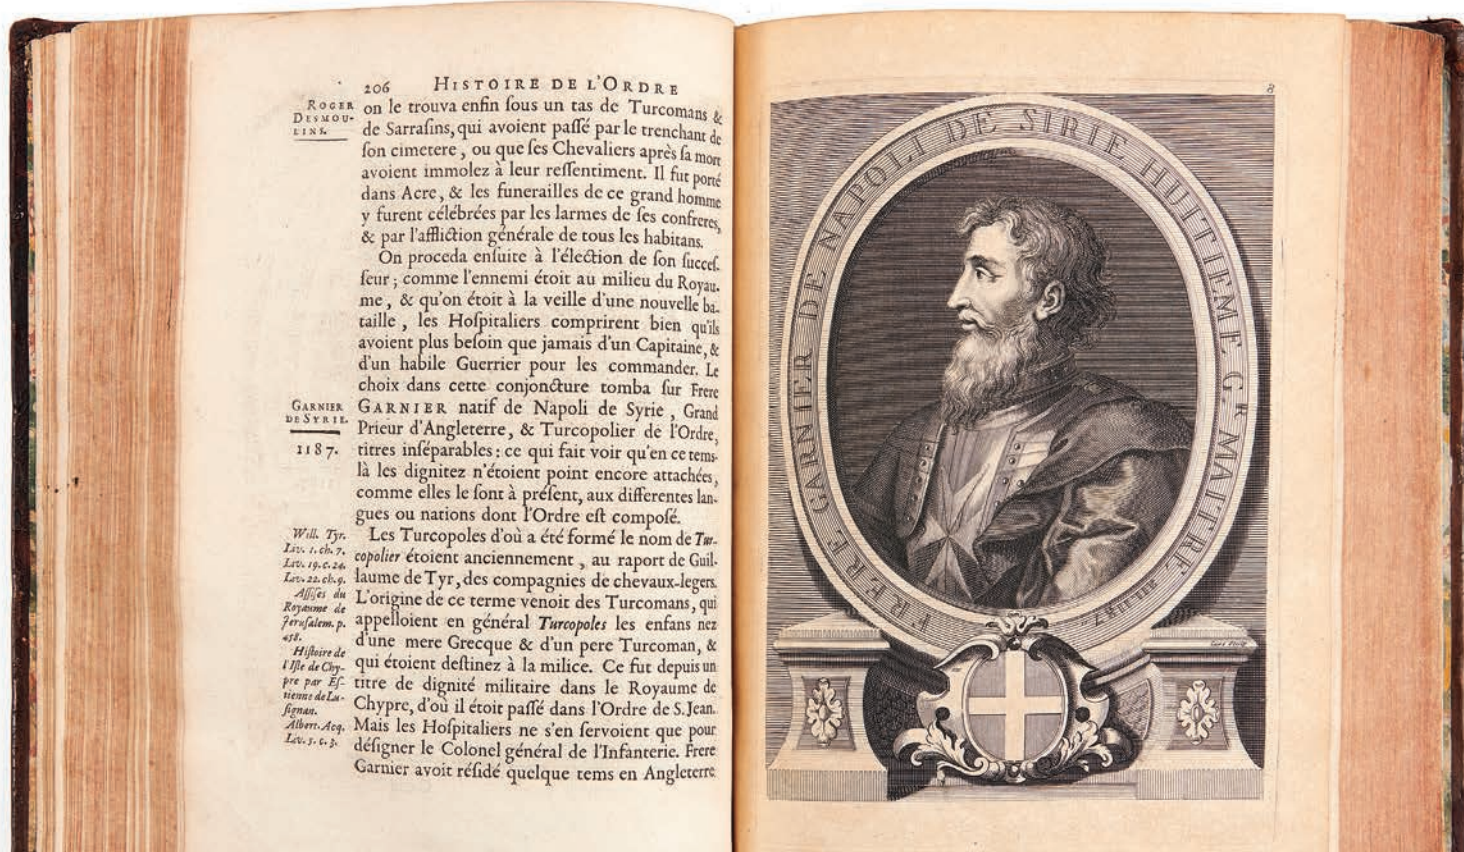 206 HISTOIRE DE L'ORDRE
ROGER
DESMOU-
LINS.
on le trouva enfin ſous un tas de Turcomans &
de Sarraſins, qui avoient paſſé par le trenchant de
ſon cimetere, ou que ſes Chevaliers après ſa mort
avoient immolez à leur reſſentiment. Il fut porté
dans Acre, & les funerailles de ce grand homme
y furent célébrées par les larmes de ſes confreres,
& par l'affliction générale de tous les habitans.
On proceda enſuite à l'élection de ſon ſucceſ-
ſeur; comme l'ennemi étoit au milieu du Royau-
me, & qu'on étoit à la veille d'une nouvelle ba-
taille, les Hoſpitaliers comprirent bien qu'ils
avoient plus beſoin que jamais d'un Capitaine, &
d'un habile Guerrier pour les commander. Le
choix dans cette conjoncture tomba ſur Frere
GARNIER
DE SYRIE.
1187.
GARNIER natif de Napoli de Syrie, Grand
Prieur d'Angleterre, & Turcopolier de l'Ordre,
titres inſéparables: ce qui fait voir qu'en ce tems-
là les dignitez n'étoient point encore attachées,
comme elles le ſont à préſent, aux differentes lan-
gues ou nations dont l'Ordre eſt compoſé.
Will. Tyr.
Liv. 1. ch. 7.
Liv. 19. c. 24.
Liv. 22. ch. 9.
Aſſiſes du
Royaume de
Jeruſalem. p.
458.
Hiſtoire de
l'Iſle de Chy-
pre par Eſ-
tienne de Lu-
ſignan.
Albert. Acq.
Liv. 5. c. 3.
Les Turcopoles d'où a été formé le nom de Tur-
copolier étoient anciennement, au raport de Guil-
laume de Tyr, des compagnies de chevaux-legers.
L'origine de ce terme venoit des Turcomans, qui
appelloient en général Turcopoles les enfans nez
d'une mere Grecque & d'un pere Turcoman, &
qui étoient deſtinez à la milice. Ce fut depuis un
titre de dignité militaire dans le Royaume de
Chypre, d'où il étoit paſſé dans l'Ordre de S. Jean.
Mais les Hoſpitaliers ne s'en ſervoient que pour
déſigner le Colonel général de l'Infanterie. Frere
Garnier avoit réſidé quelque tems en Angleterre
8
FRERE GARNIER DE NAPOLI DE SIRIE HUITIEME G.R MAITRE en 1187.